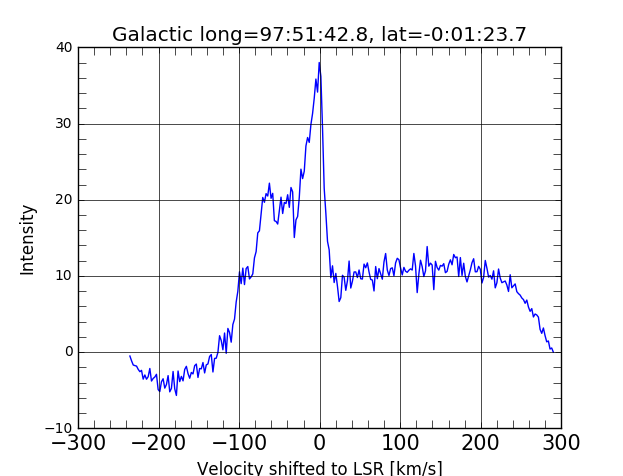 Galactic long=97:51:42.8, lat=-0:01:23.7
40
30
20
10
0
−10
Intensity
−300 −200 −100 0 100 200 300
Velocity shifted to LSR [km/s]